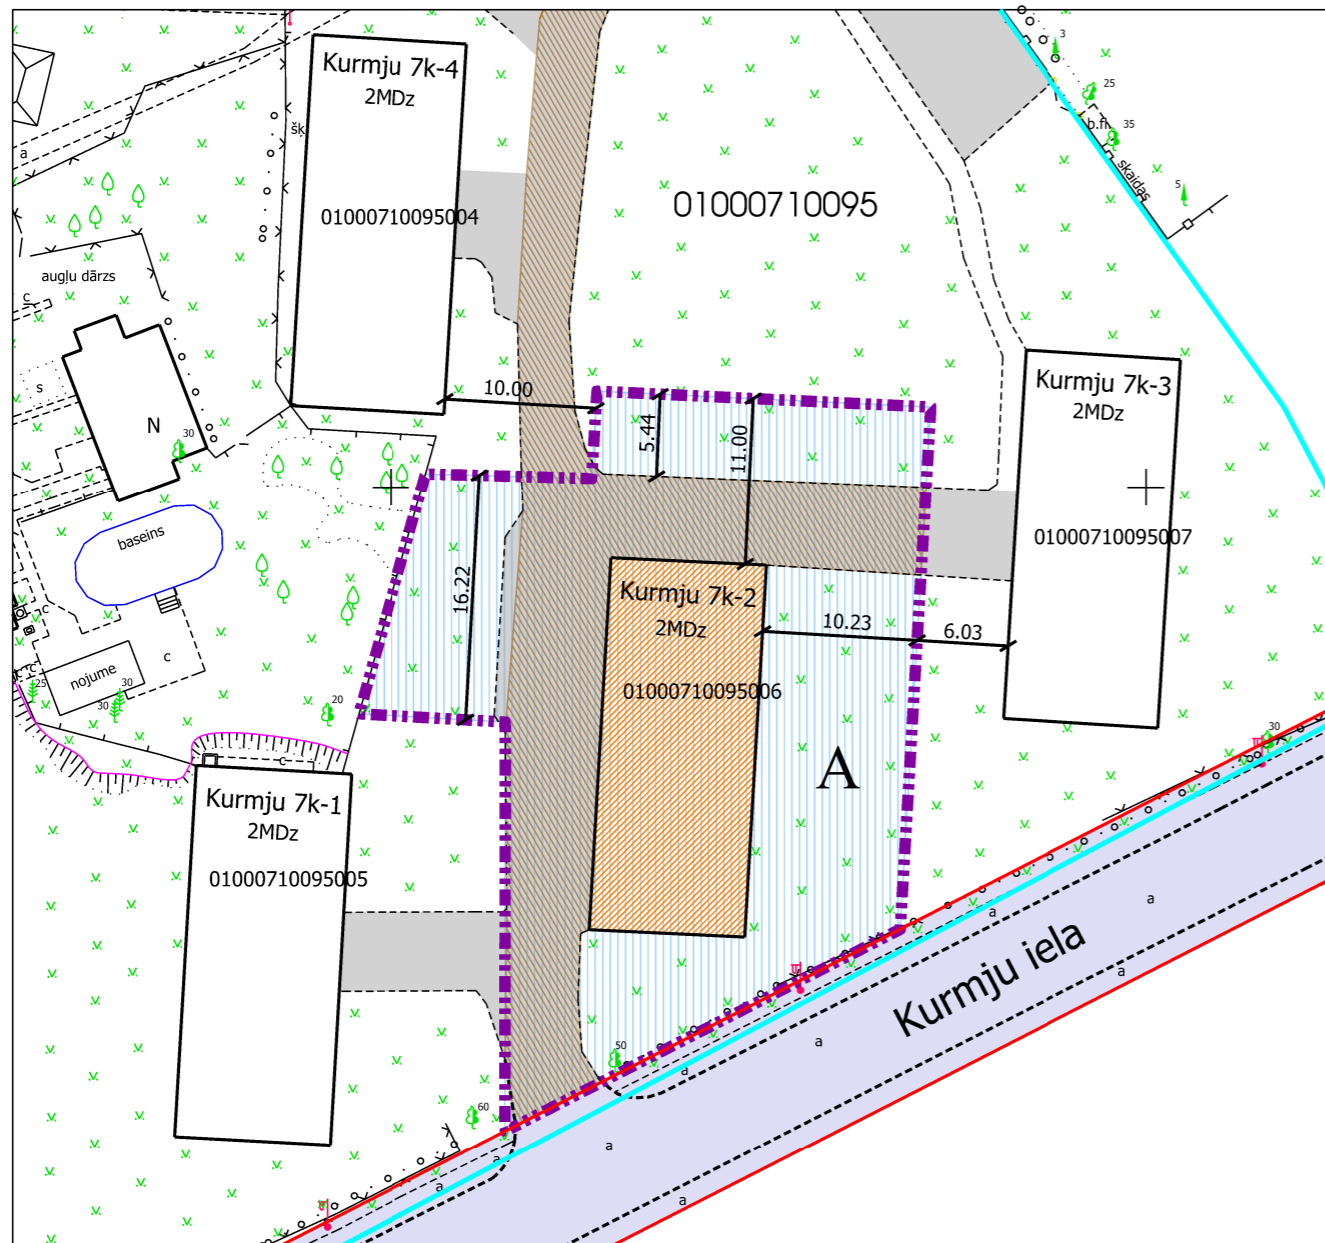 3
25
b.fl.
35
skaidas
5
Kurmju 7k-4
2MDz
01000710095004
šķ
a
01000710095
augļu dārzs
c
s
N
30
10.00
5.44
11.00
Kurmju 7k-3
2MDz
01000710095007
baseins
16.22
Kurmju 7k-2
2MDz
01000710095006
10.23
6.03
c
c
c
nojume
25
30
30
20
A
30
c
Kurmju 7k-1
2MDz
01000710095005
Kurmju iela
a
a
a
a
a
50
60
a
a
a
a